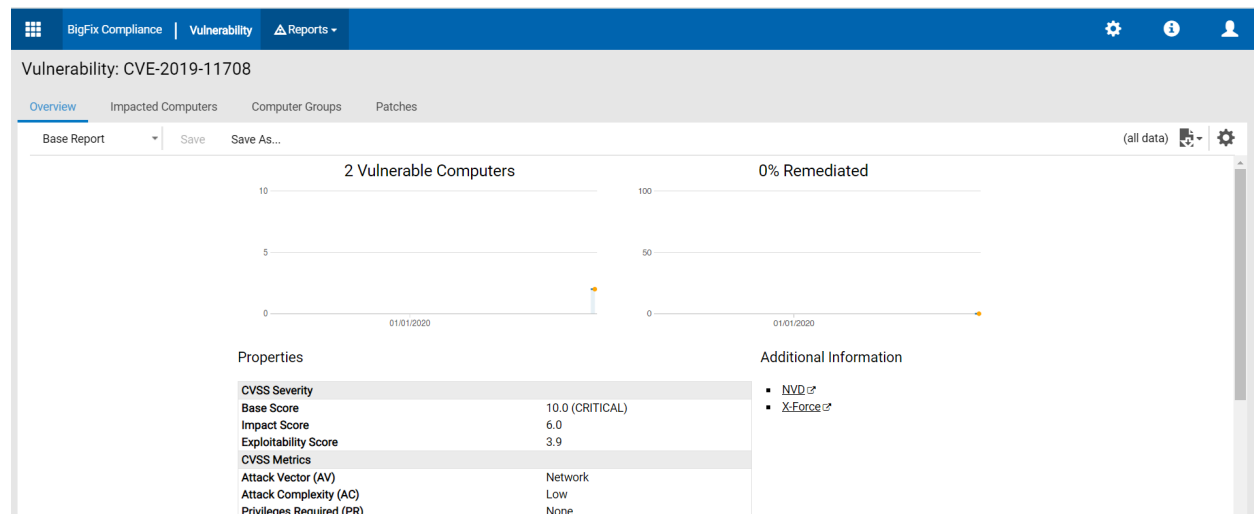 BigFix Compliance | Vulnerability Reports
Vulnerability: CVE-2019-11708
Overview Impacted Computers Computer Groups Patches
Base Report Save Save As... (all data)
2 Vulnerable Computers
10
5
0
01/01/2020
0% Remediated
100
50
0
01/01/2020
Properties
CVSS Severity
Base Score 10.0 (CRITICAL)
Impact Score 6.0
Exploitability Score 3.9
CVSS Metrics
Attack Vector (AV) Network
Attack Complexity (AC) Low
Privileges Required (PR) None
Additional Information
NVD
X-Force